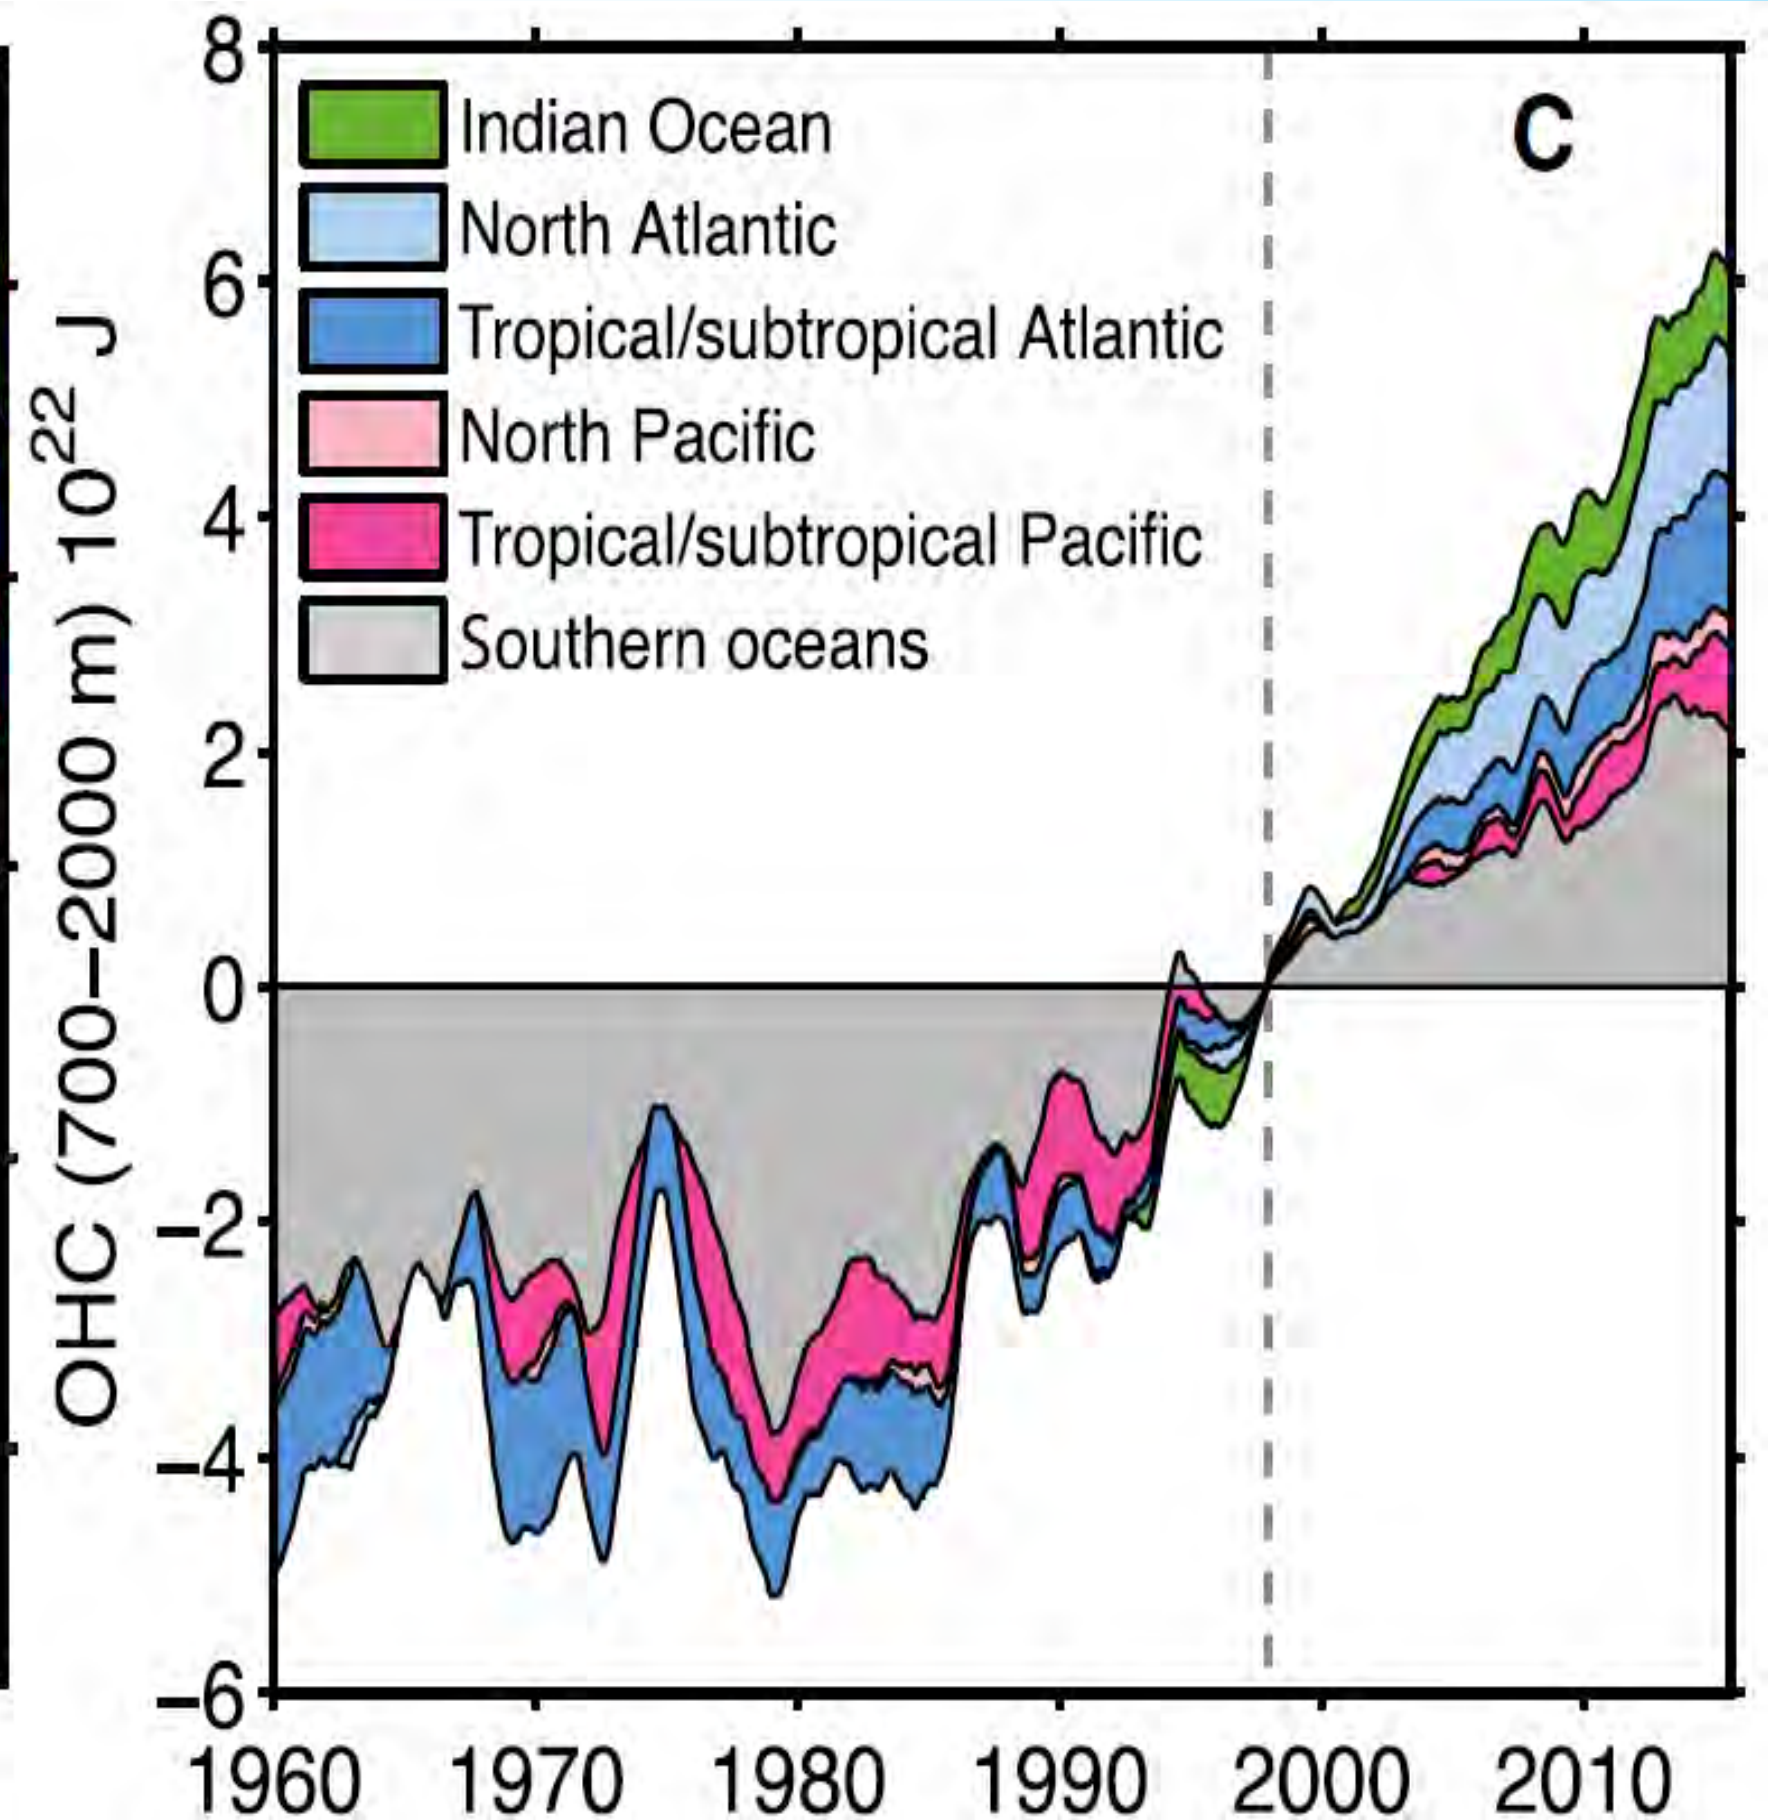 8
6
4
2
0
−2
−4
−6
OHC (700−2000 m) 10²² J
Indian Ocean
North Atlantic
Tropical/subtropical Atlantic
North Pacific
Tropical/subtropical Pacific
Southern oceans
C
1960 1970 1980 1990 2000 2010